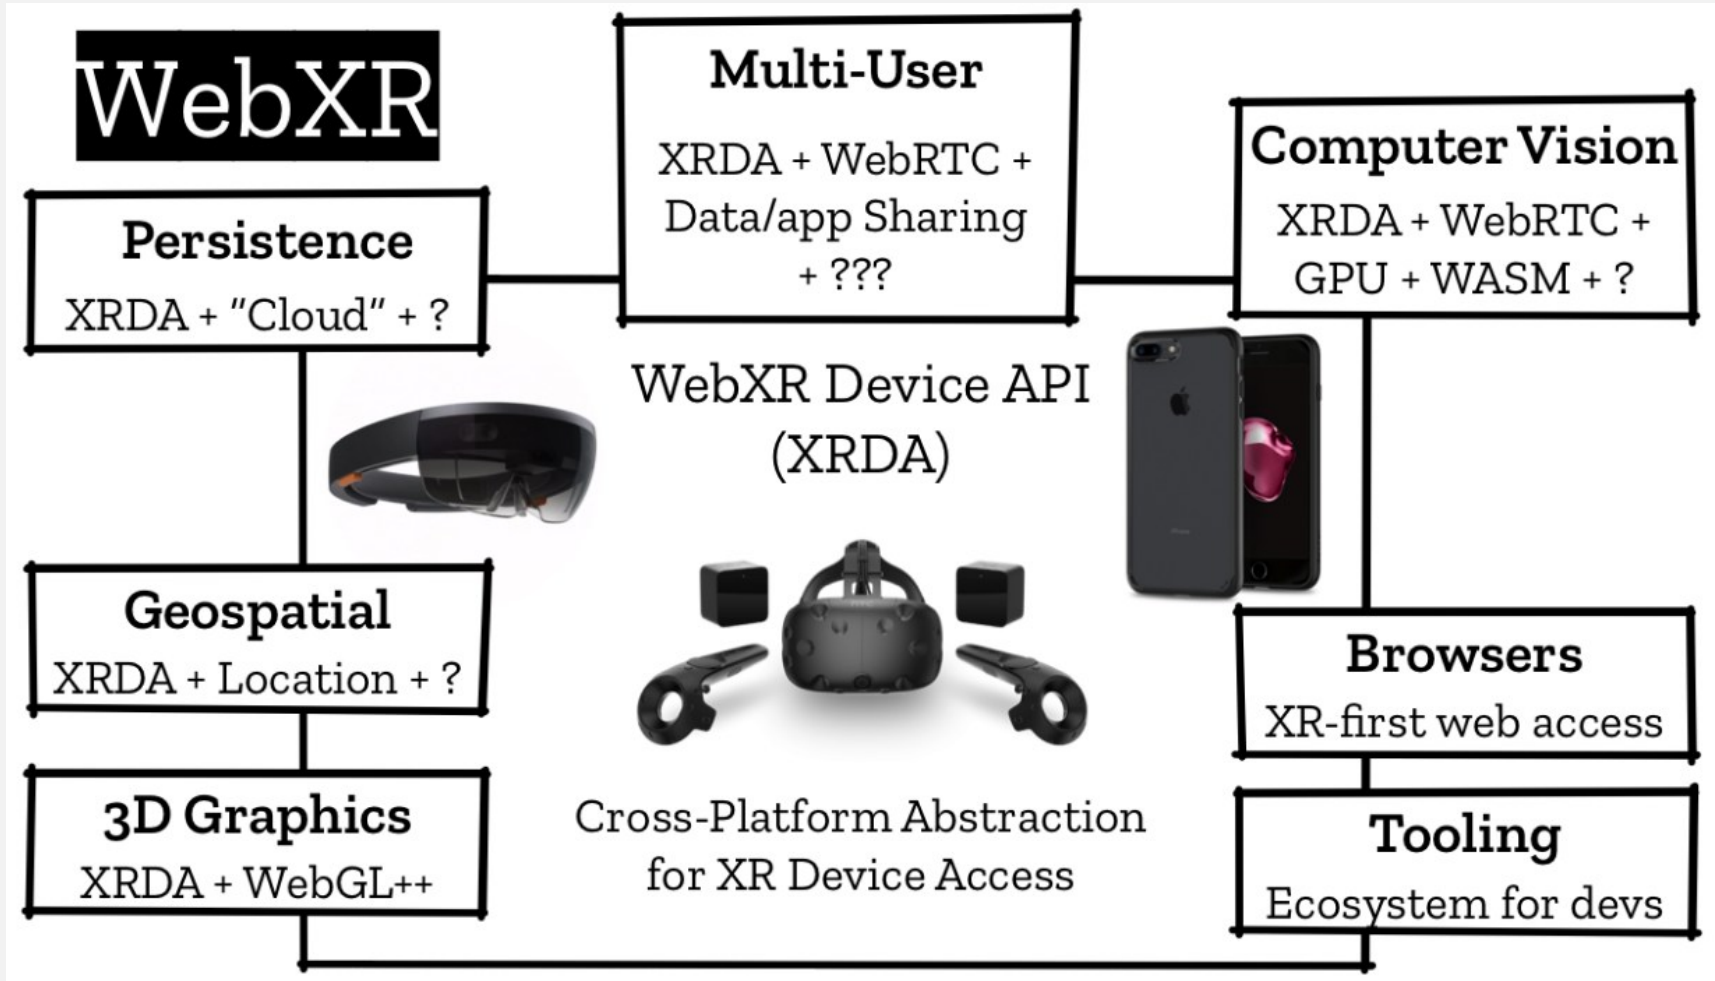 WebXR
Multi-User
XRDA + WebRTC +
Data/app Sharing
+ ???
Computer Vision
XRDA + WebRTC +
GPU + WASM + ?
Persistence
XRDA + “Cloud” + ?
WebXR Device API
(XRDA)
Geospatial
XRDA + Location + ?
Browsers
XR-first web access
3D Graphics
XRDA + WebGL++
Cross-Platform Abstraction
for XR Device Access
Tooling
Ecosystem for devs